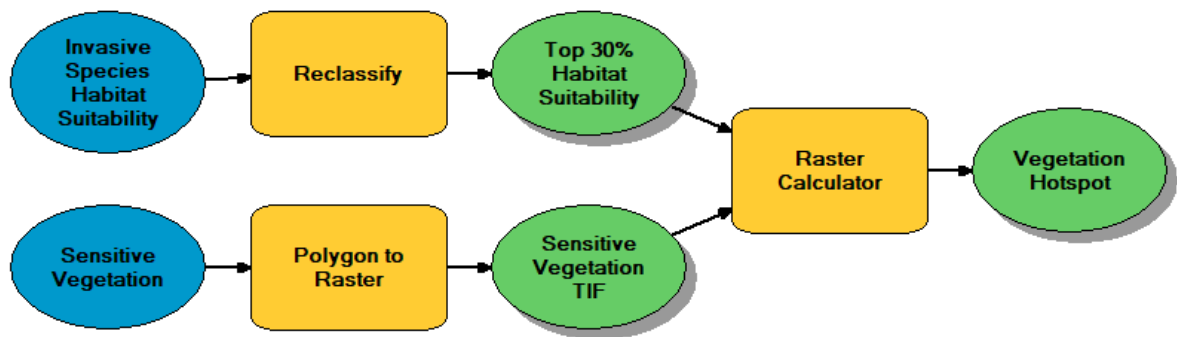 Invasive
Species
Habitat
Suitability
Reclassify
Top 30%
Habitat
Suitability
Raster
Calculator
Vegetation
Hotspot
Sensitive
Vegetation
Polygon to
Raster
Sensitive
Vegetation
TIF